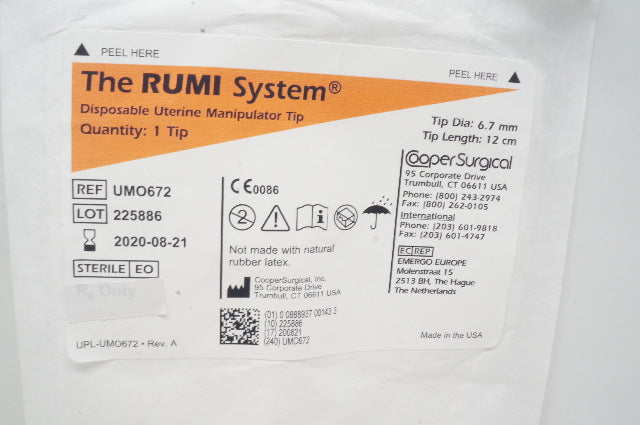 PEEL HERE
PEEL HERE
The RUMI System®
Disposable Uterine Manipulator Tip
Quantity: 1 Tip
Tip Dia: 6.7 mm
Tip Length: 12 cm
REF UMO672
LOT 225886
2020-08-21
STERILE EO
Rx Only
UPL-UMO672 • Rev. A
CE0086
2
Not made with natural
rubber latex.
CooperSurgical, Inc.
95 Corporate Drive
Trumbull, CT 06611 USA
(01) 0 0888937 00143 3
(10) 225886
(17) 200821
(240) UMO672
CooperSurgical
95 Corporate Drive
Trumbull, CT 06611 USA
Phone: (800) 243-2974
Fax: (800) 262-0105
International
Phone: (203) 601-9818
Fax: (203) 601-4747
EC REP
EMERGO EUROPE
Molenstraat 15
2513 BH, The Hague
The Netherlands
Made in the USA